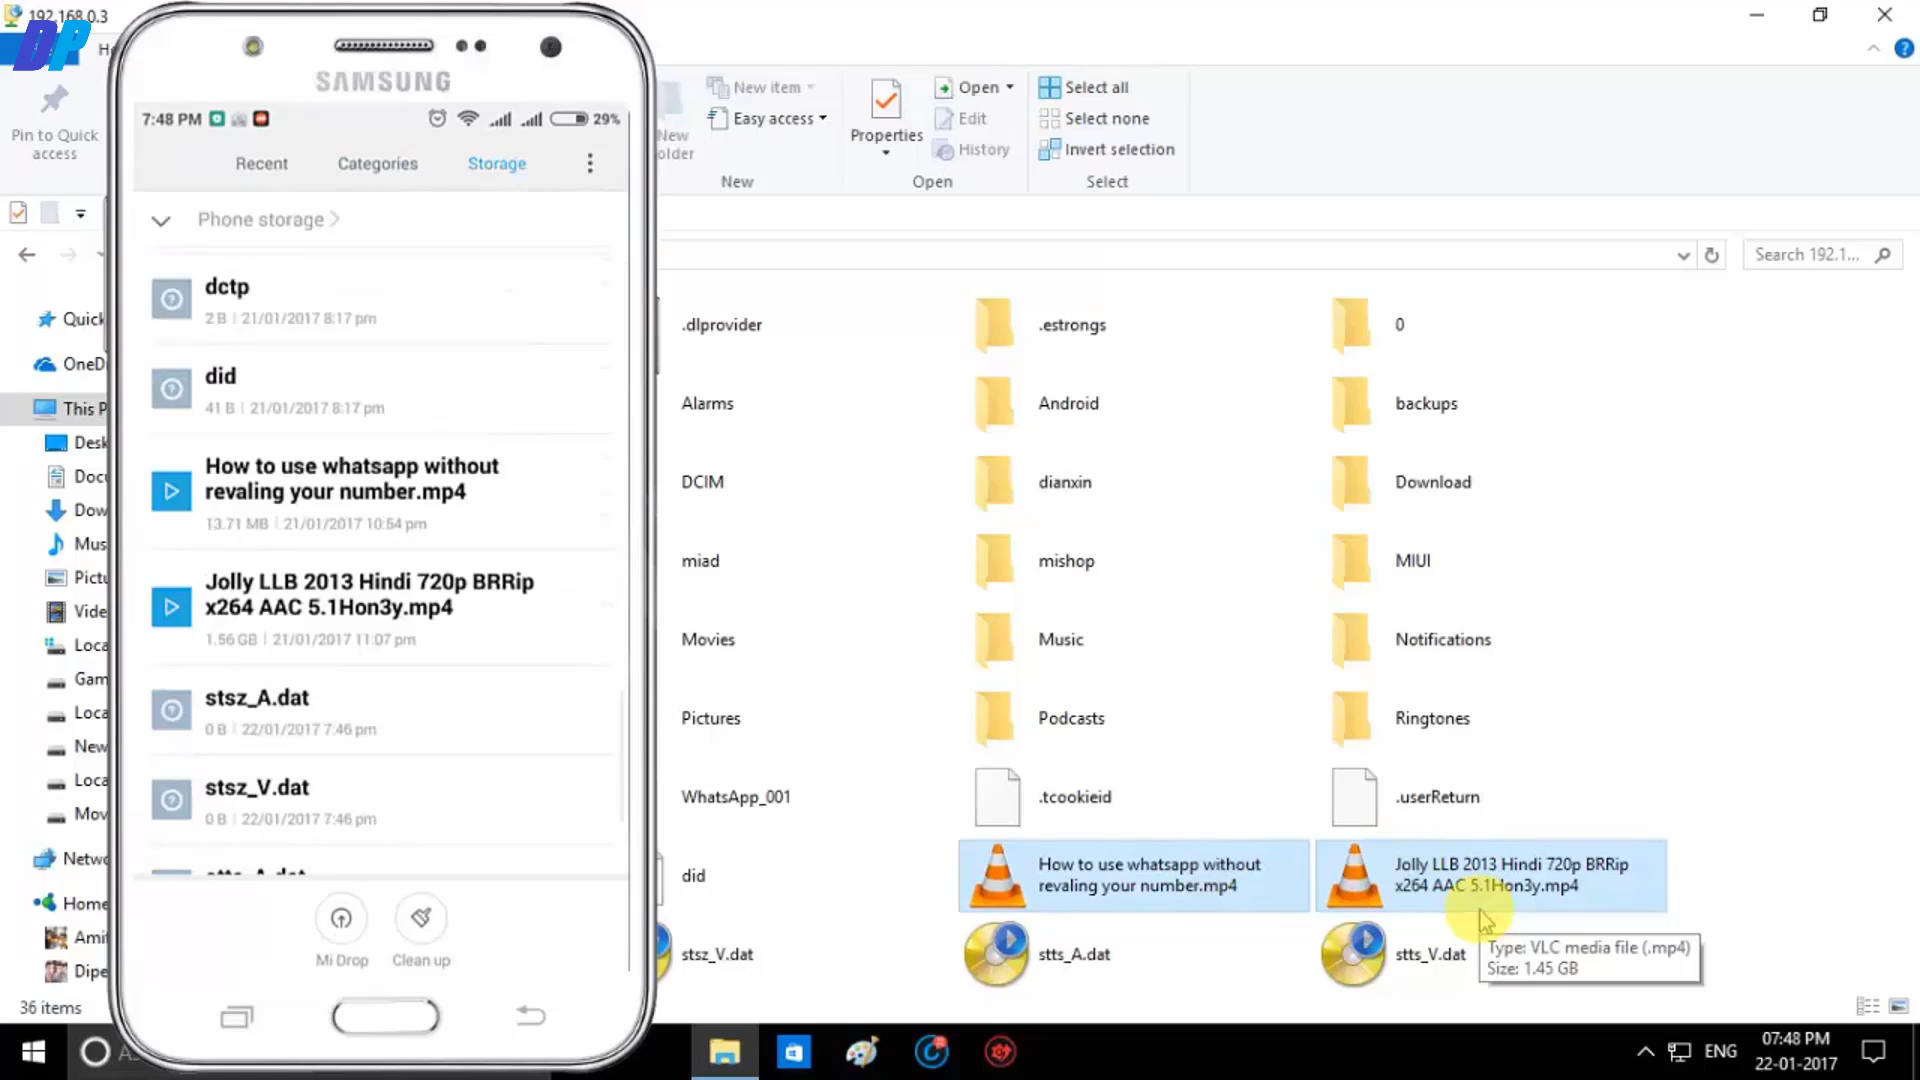 192.168.0.3
DP
Pin to Quick
access
New item
Easy access
New
Properties
Open
Edit
History
Open
Select all
Select none
Invert selection
Select
Search 192.1...
Quick
This P
36 items
SAMSUNG
7:48 PM
29%
Recent
Categories
Storage
Phone storage
dctp
2 B | 21/01/2017 8:17 pm
did
41 B | 21/01/2017 8:17 pm
How to use whatsapp without
revaling your number.mp4
13.71 MB | 21/01/2017 10:54 pm
Jolly LLB 2013 Hindi 720p BRRip
x264 AAC 5.1Hon3y.mp4
1.56 GB | 21/01/2017 11:07 pm
stsz_A.dat
0 B | 22/01/2017 7:46 pm
stsz_V.dat
0 B | 22/01/2017 7:46 pm
Mi Drop
Clean up
.dlprovider
.estrongs
0
Alarms
Android
backups
DCIM
dianxin
Download
miad
mishop
MIUI
Movies
Music
Notifications
Pictures
Podcasts
Ringtones
WhatsApp_001
.tcookieid
.userReturn
did
How to use whatsapp without
revaling your number.mp4
Jolly LLB 2013 Hindi 720p BRRip
x264 AAC 5.1Hon3y.mp4
stsz_V.dat
stts_A.dat
stts_V.dat
Type: VLC media file (.mp4)
Size: 1.45 GB
ENG
07:48 PM
22-01-2017